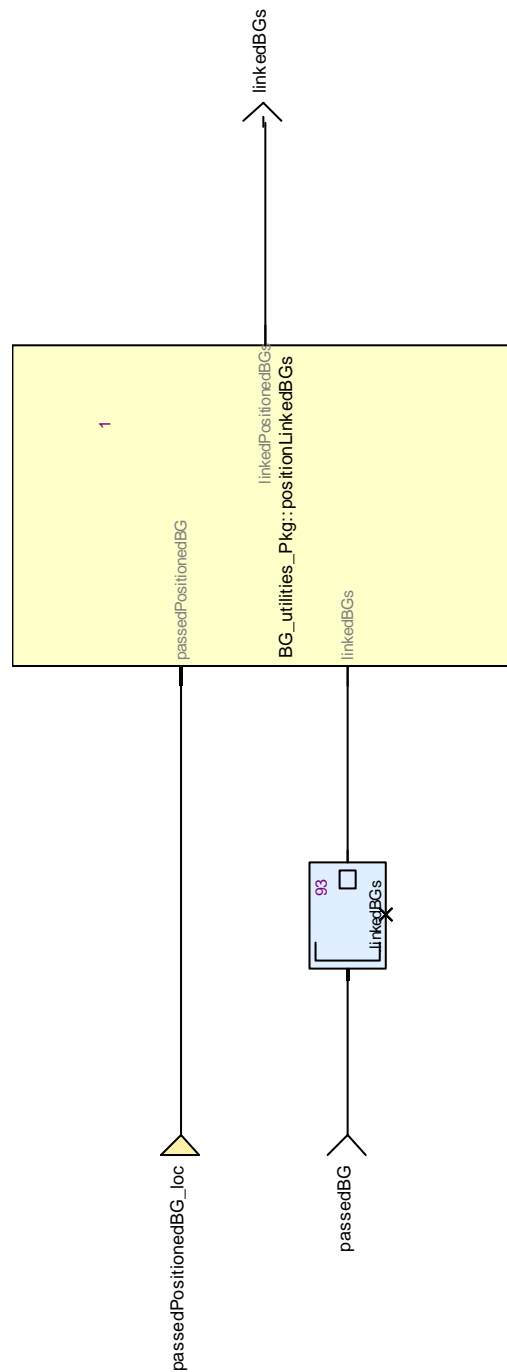 passedPositionedBG_loc
passedBG
93
linkedBGs
1
passedPositionedBG
linkedPositionedBGs
BG_utilities_Pkg::positionLinkedBGs
linkedBGs
linkedBGs